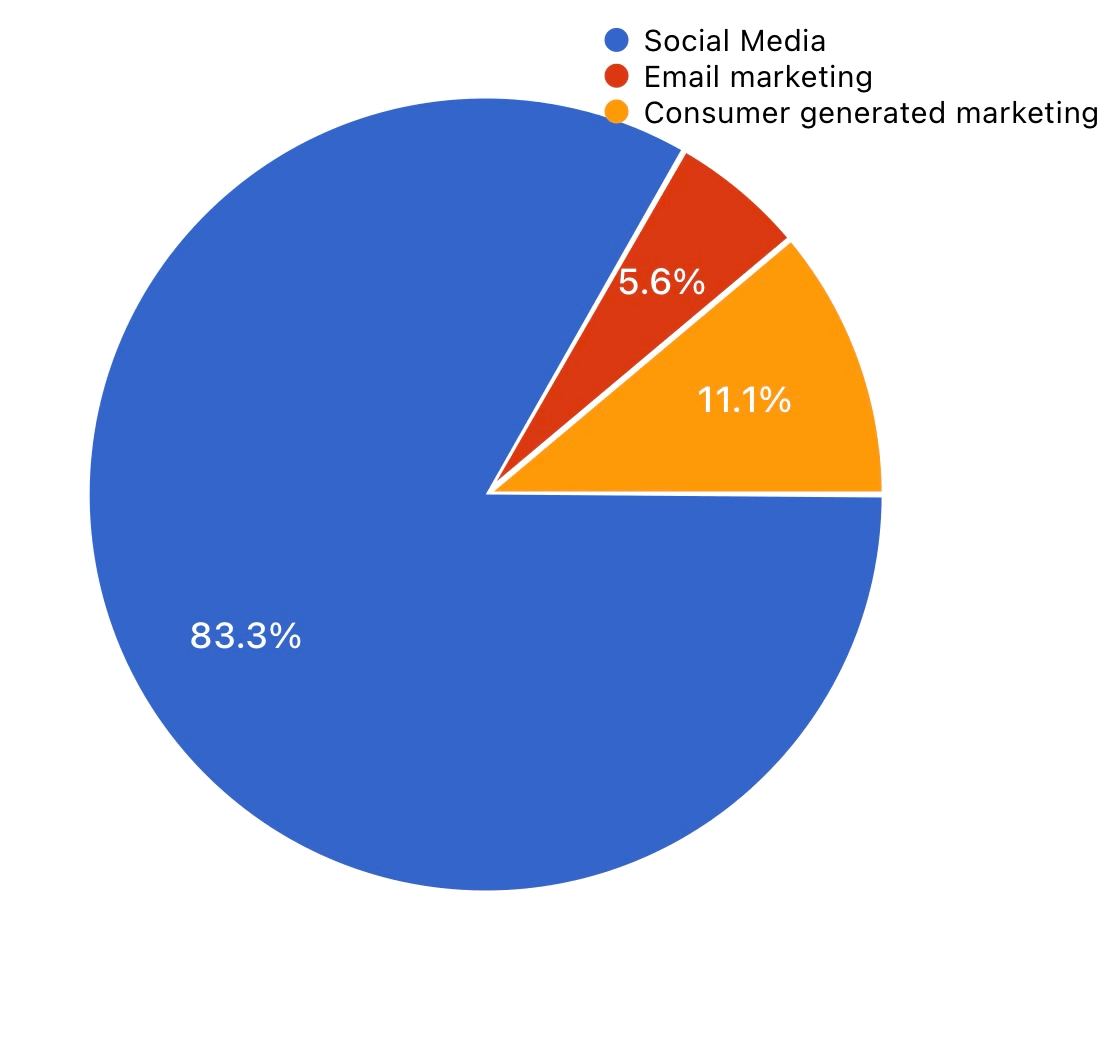 Social Media
Email marketing
Consumer generated marketing
5.6%
11.1%
83.3%